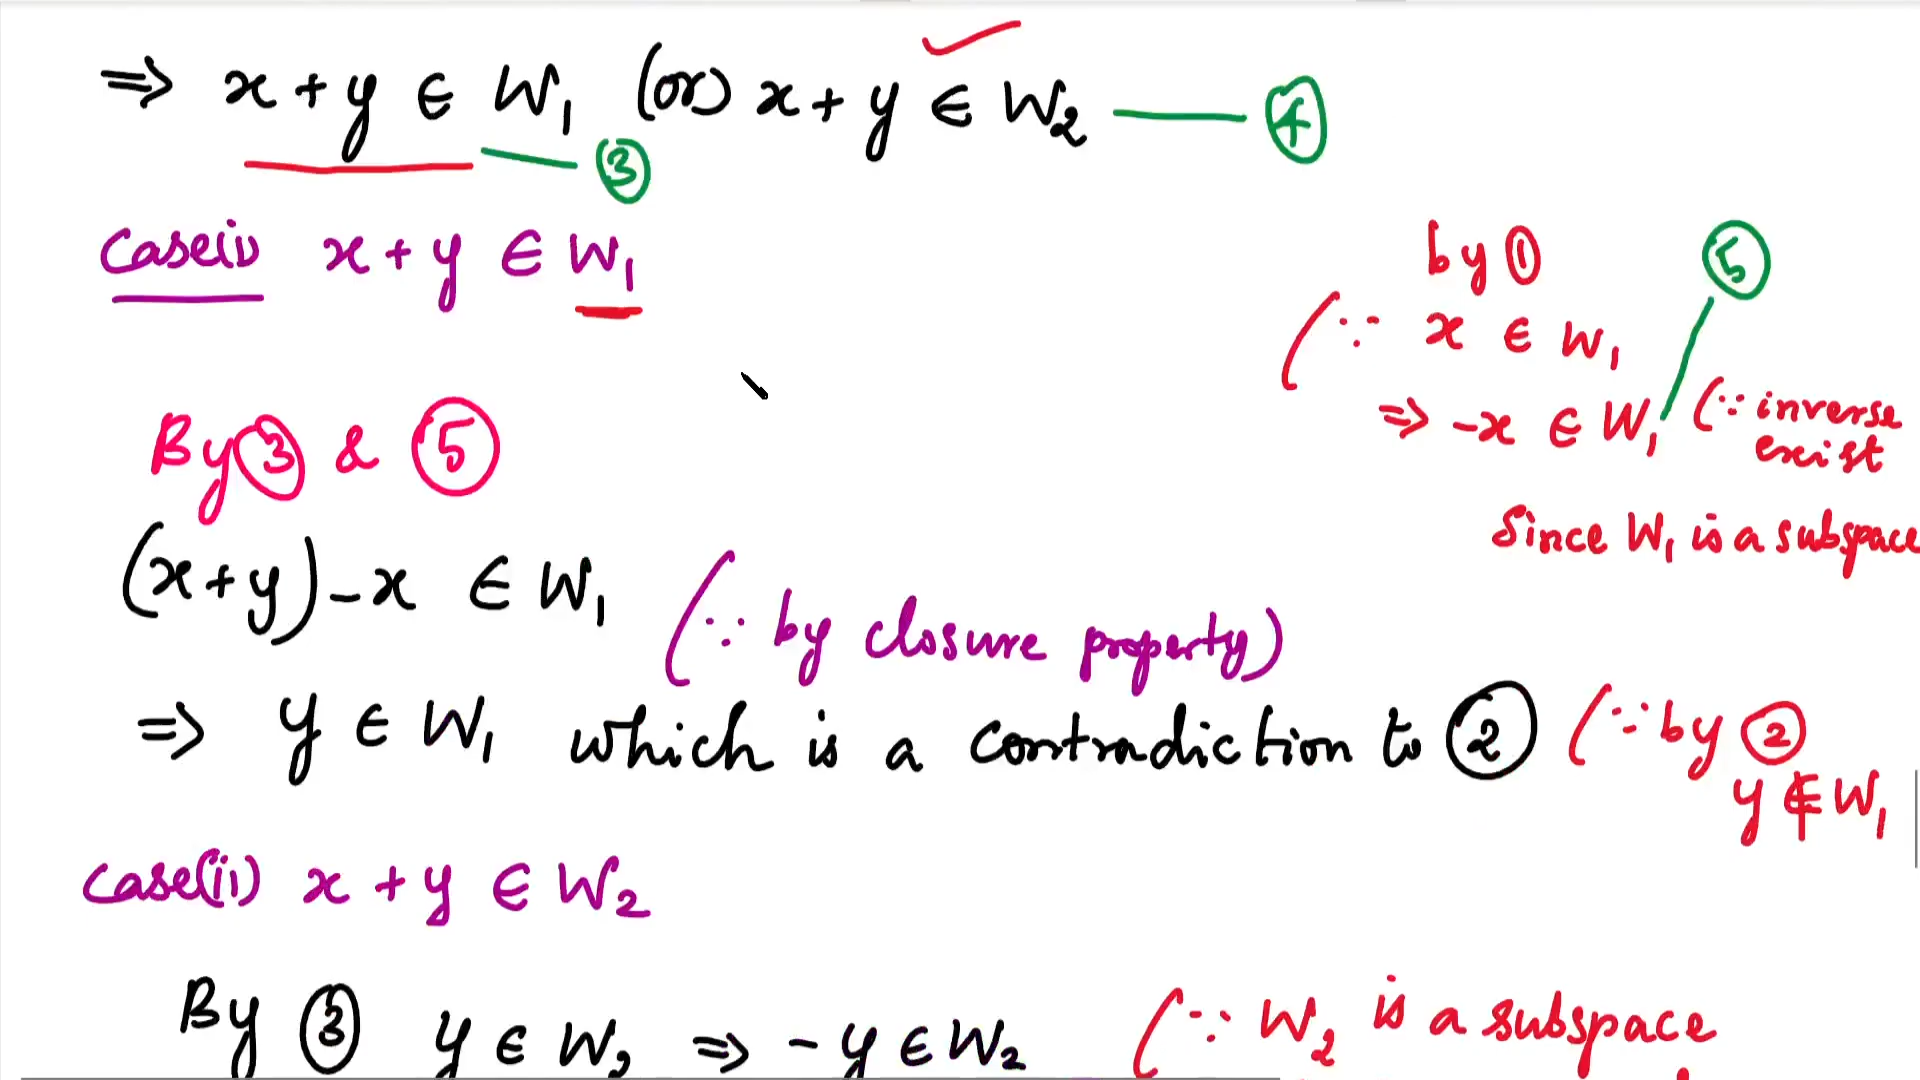 ⇒ x + y ∈ W₁ (or) x + y ∈ W₂ —— ④
—— ③
Case(i) x + y ∈ W₁
by ① ⑤
(∵ x ∈ W₁
⇒ -x ∈ W₁ (∵ inverse
exist
Since W₁ is a subspace
By ③ & ⑤
(x+y) - x ∈ W₁ (∵ by closure property)
⇒ y ∈ W₁ which is a contradiction to ② (∵ by ②
y ∉ W₁
Case(ii) x + y ∈ W₂
By ③ y ∈ W₂ ⇒ -y ∈ W₂ (∵ W₂ is a subspace